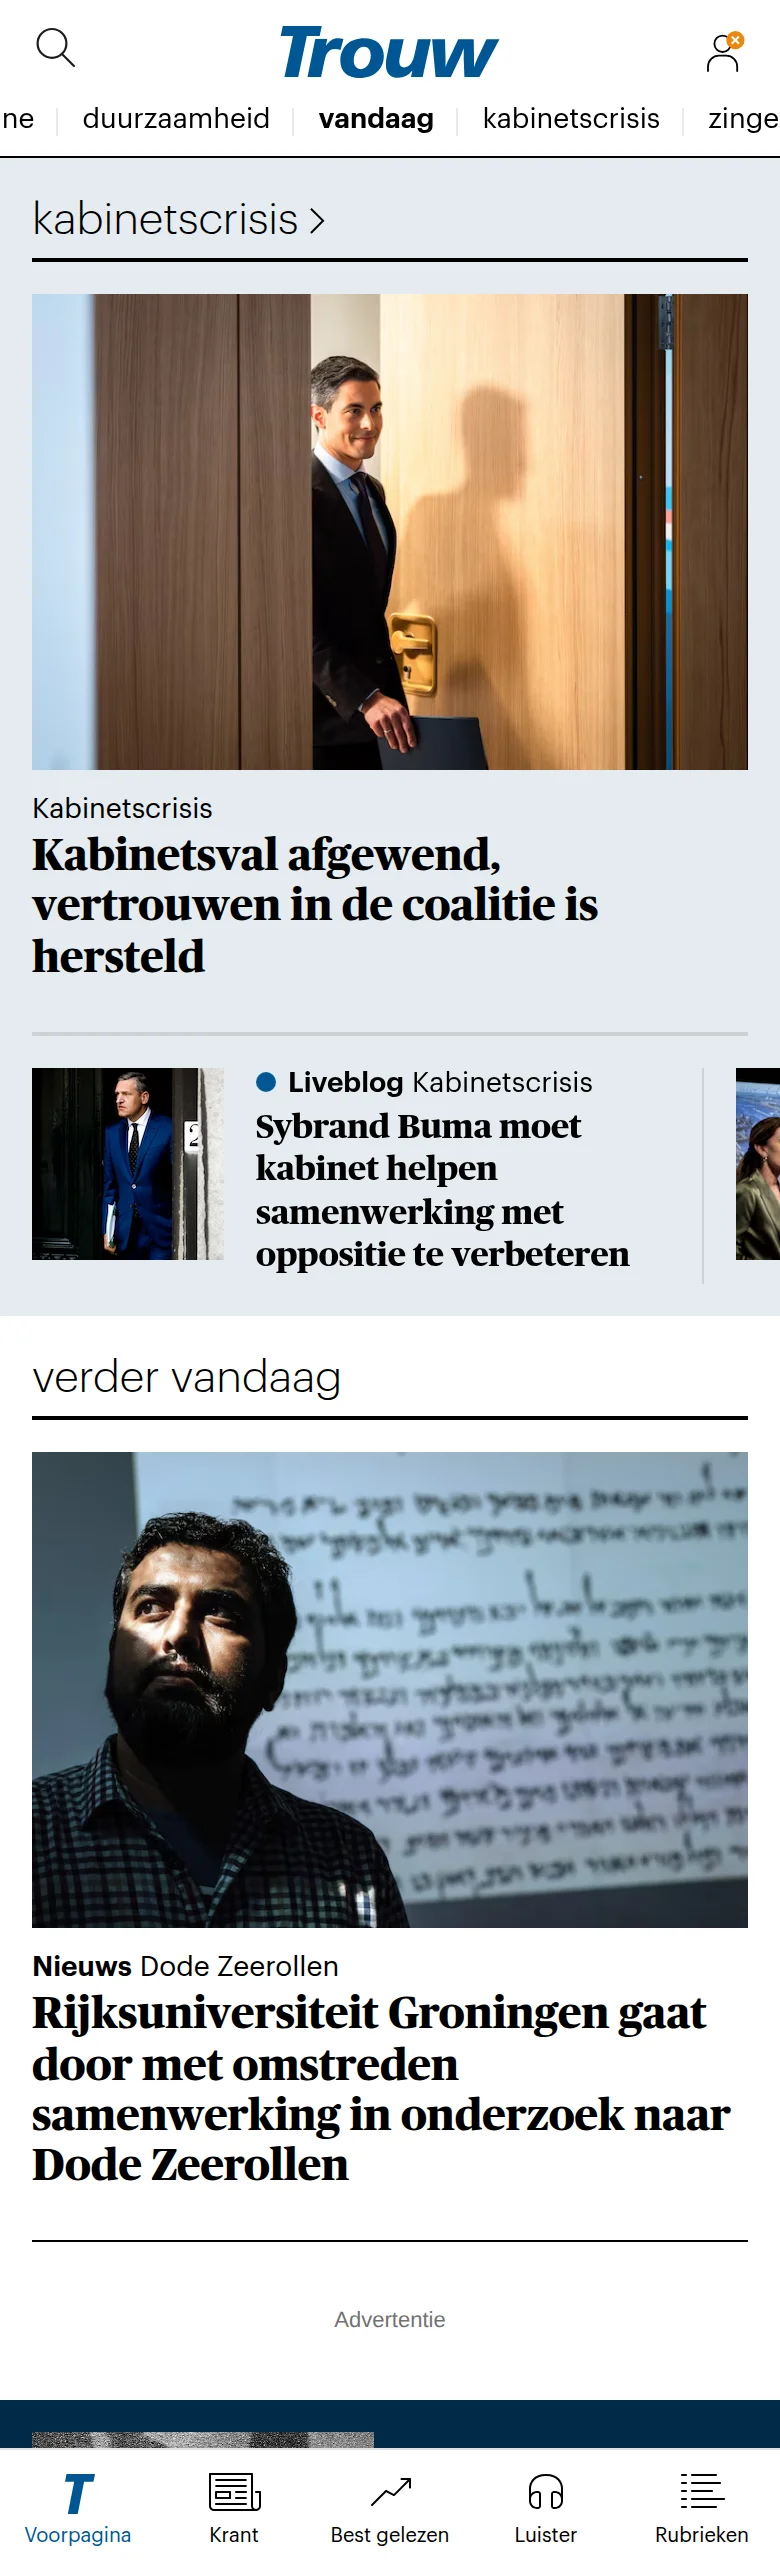 Trouw
ne
duurzaamheid
vandaag
kabinetscrisis
zinge
kabinetscrisis >
Kabinetscrisis
Kabinetsval afgewend,
vertrouwen in de coalitie is
hersteld
Liveblog Kabinetscrisis
Sybrand Buma moet
kabinet helpen
samenwerking met
oppositie te verbeteren
verder vandaag
Nieuws Dode Zeerollen
Rijksuniversiteit Groningen gaat
door met omstreden
samenwerking in onderzoek naar
Dode Zeerollen
Advertentie
T
Voorpagina
Krant
Best gelezen
Luister
Rubrieken